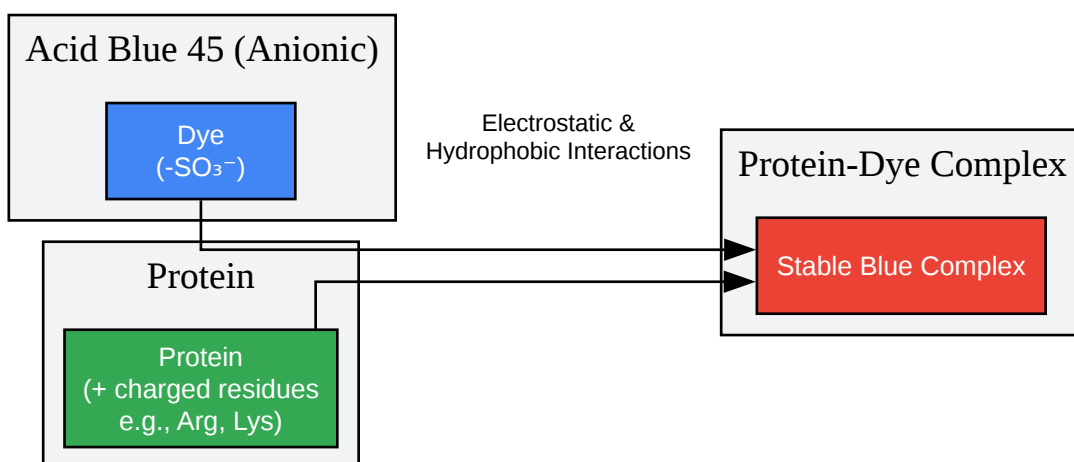 Acid Blue 45 (Anionic)
Dye
(-SO₃⁻)
Electrostatic &
Hydrophobic Interactions
Protein-Dye Complex
Stable Blue Complex
Protein
Protein
(+ charged residues
e.g., Arg, Lys)